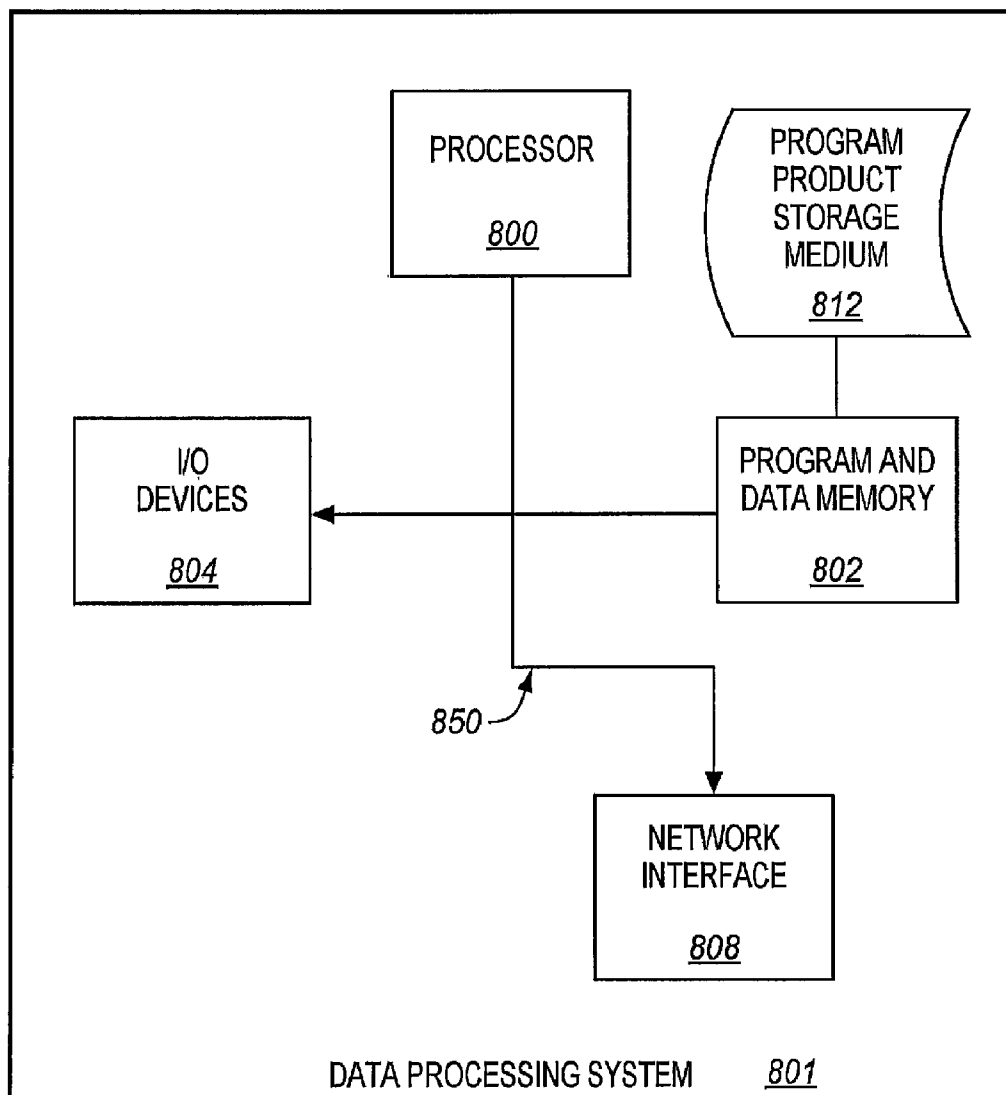 PROCESSOR
800
PROGRAM
PRODUCT
STORAGE
MEDIUM
812
I/O
DEVICES
804
PROGRAM AND
DATA MEMORY
802
850
NETWORK
INTERFACE
808
DATA PROCESSING SYSTEM 801